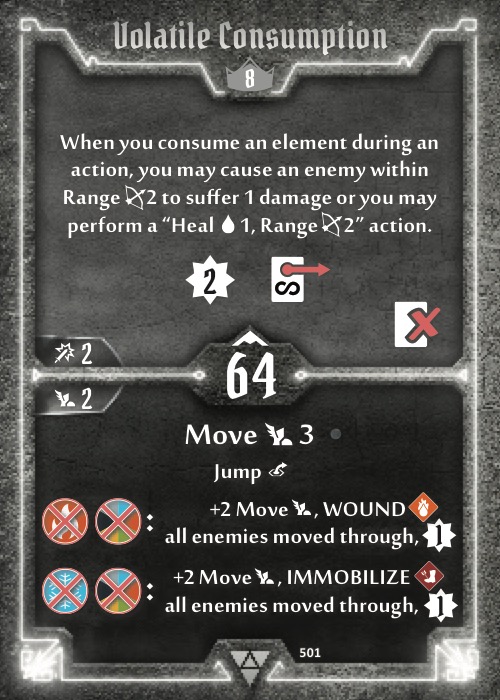 Volatile Consumption
8
When you consume an element during an
action, you may cause an enemy within
Range 2 to suffer 1 damage or you may
perform a “Heal 1, Range 2” action.
2
2
64
2
Move 3
Jump
+2 Move, WOUND
all enemies moved through, 1
+2 Move, IMMOBILIZE
all enemies moved through, 1
501